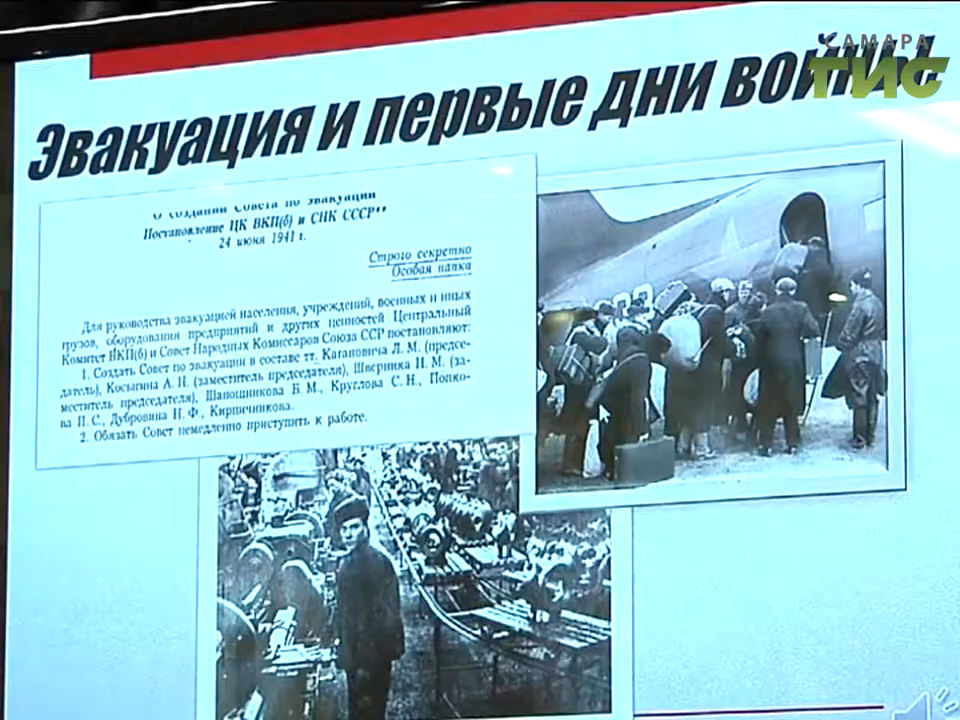 САМАРА
ГИС
Эвакуация и первые дни войны
О создании Совета по эвакуации
Постановление ЦК ВКП(б) и СНК СССР**
24 июня 1941 г.
Строго секретно
Особая папка
Для руководства эвакуацией населения, учреждений, военных и иных
грузов, оборудования предприятий и других ценностей Центральный
Комитет ВКП(б) и Совет Народных Комиссаров Союза ССР постановляют:
1. Создать Совет по эвакуации в составе тт. Кагановича Л. М. (предсе-
датель), Косыгина А. Н. (заместитель председателя), Шверника Н. М. (за-
меститель председателя), Шапошникова Б. М., Круглова С. Н., Попко-
ва П. С., Дубровина Н. Ф., Кирпичникова.
2. Обязать Совет немедленно приступить к работе.